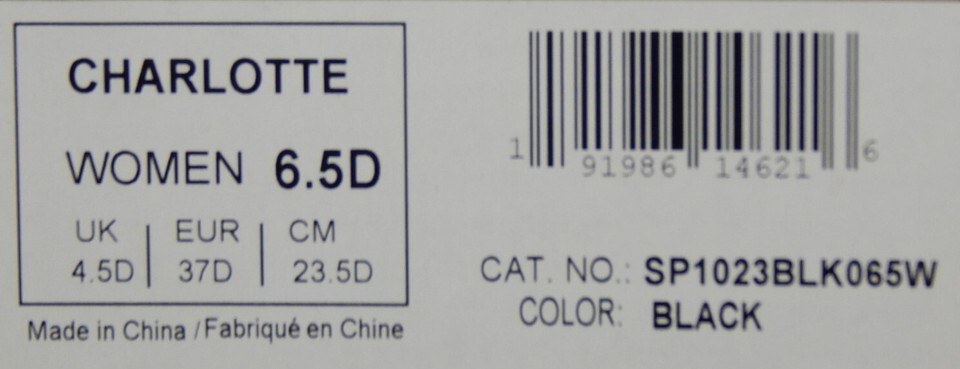 CHARLOTTE
WOMEN 6.5D
UK | EUR | CM
4.5D | 37D | 23.5D
Made in China / Fabriqué en Chine
1 91986 14621 6
CAT. NO.: SP1023BLK065W
COLOR: BLACK